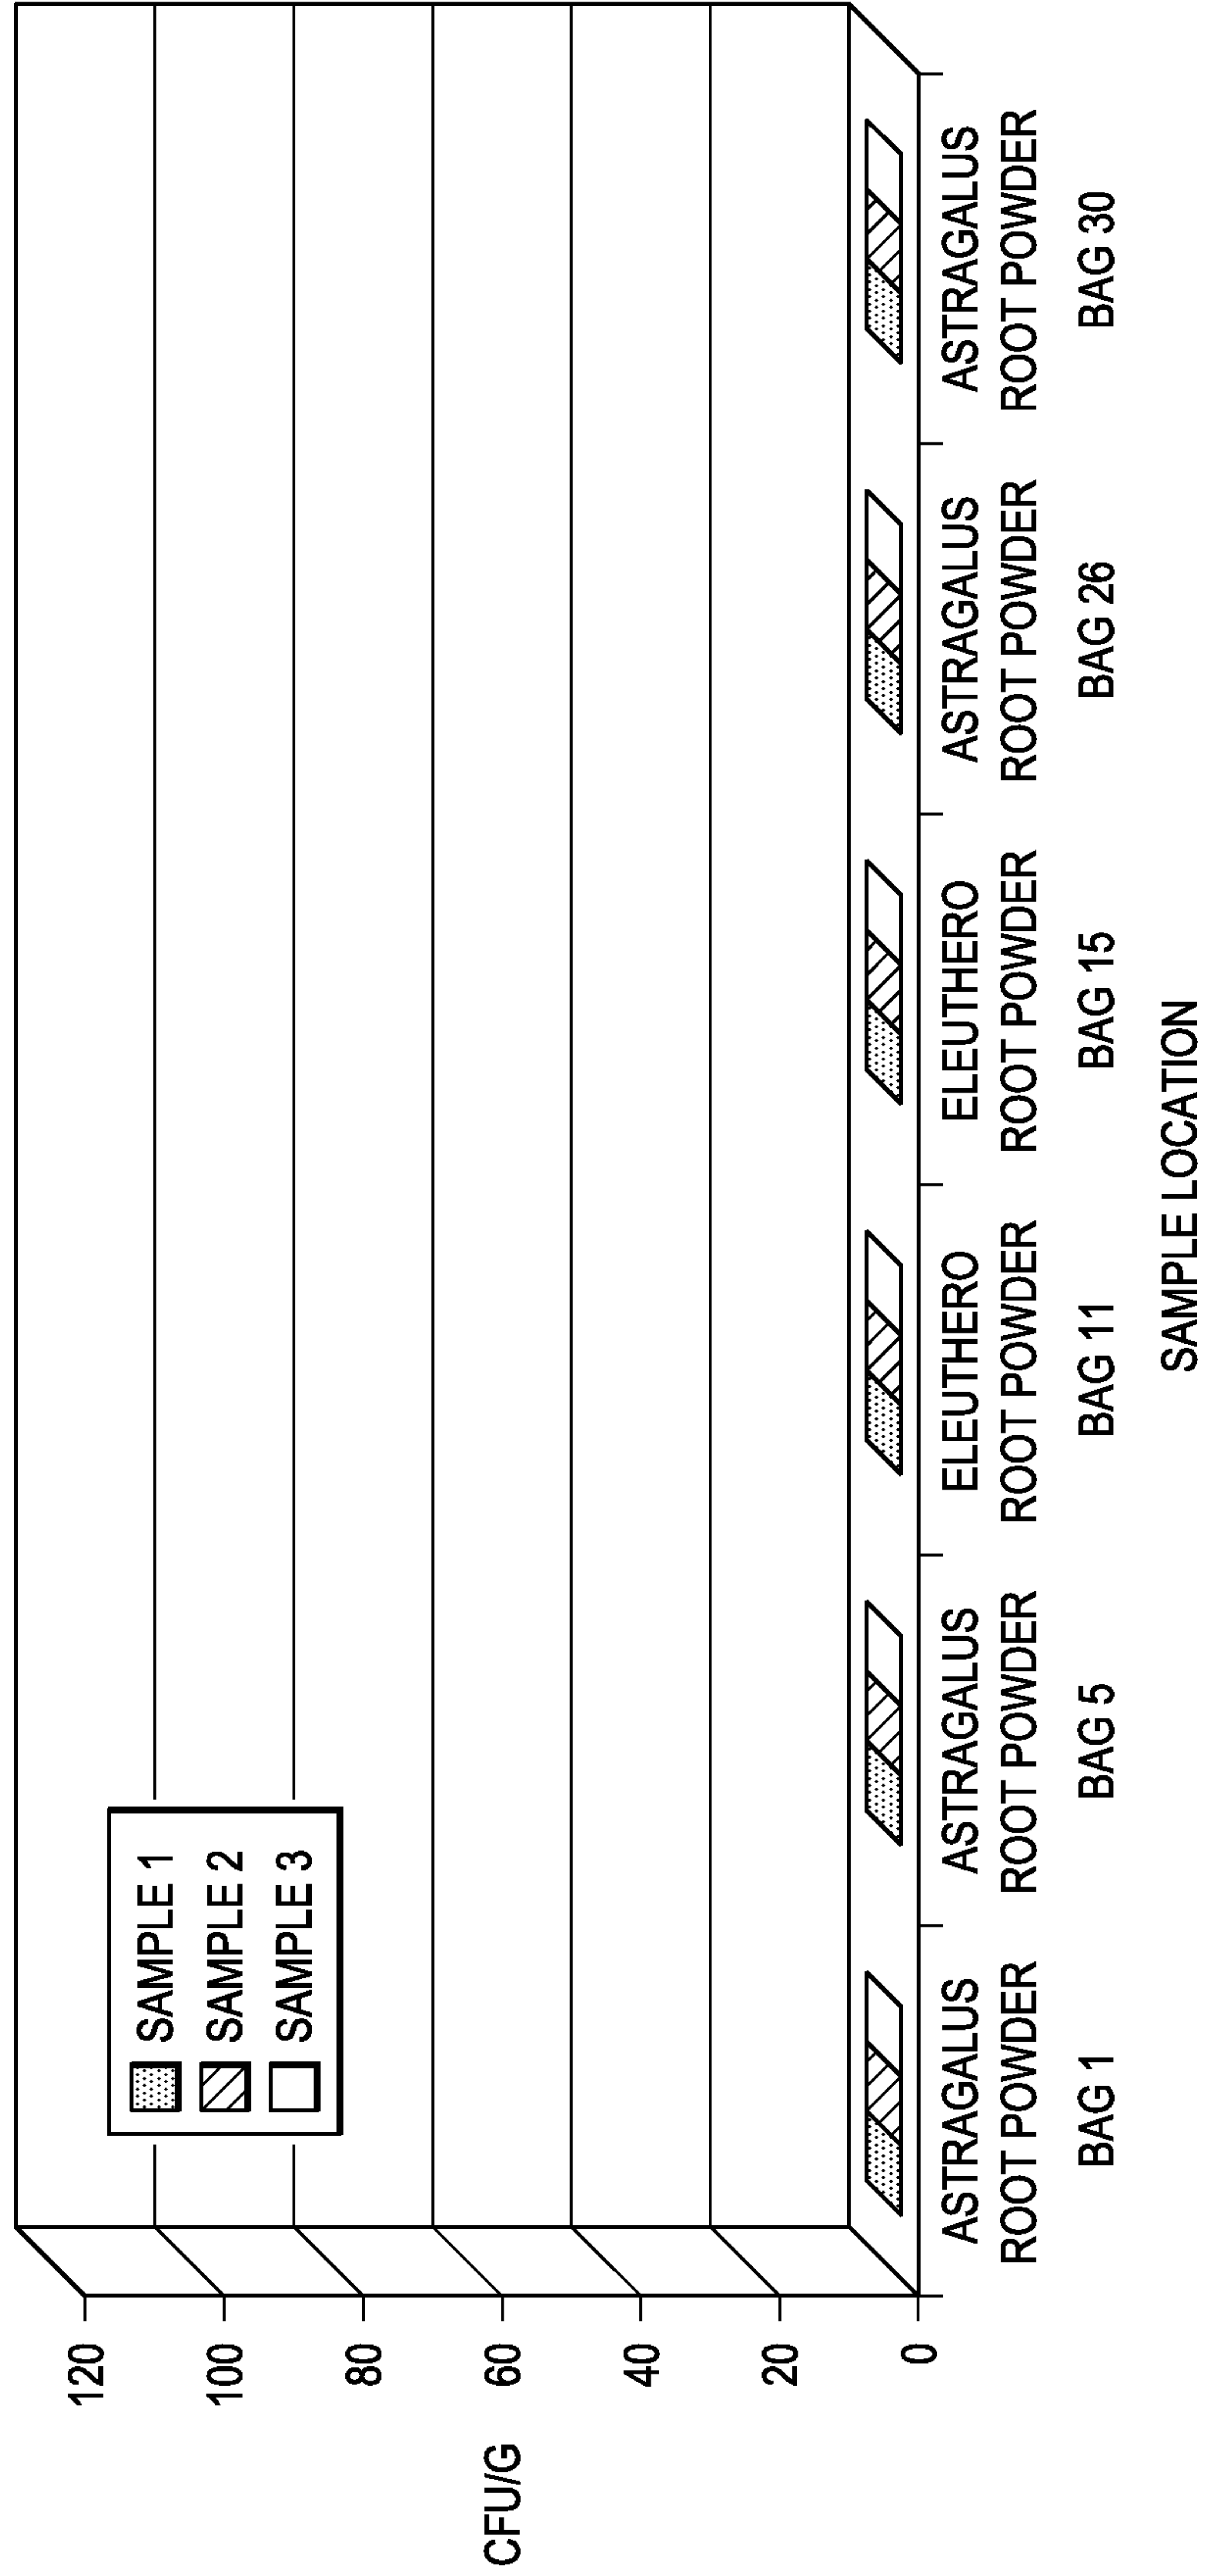 CFU/G
120
100
80
60
40
20
0
SAMPLE 1
SAMPLE 2
SAMPLE 3
ASTRAGALUS
ROOT POWDER
BAG 1
ASTRAGALUS
ROOT POWDER
BAG 5
ELEUTHERO
ROOT POWDER
BAG 11
ELEUTHERO
ROOT POWDER
BAG 15
ASTRAGALUS
ROOT POWDER
BAG 26
ASTRAGALUS
ROOT POWDER
BAG 30
SAMPLE LOCATION